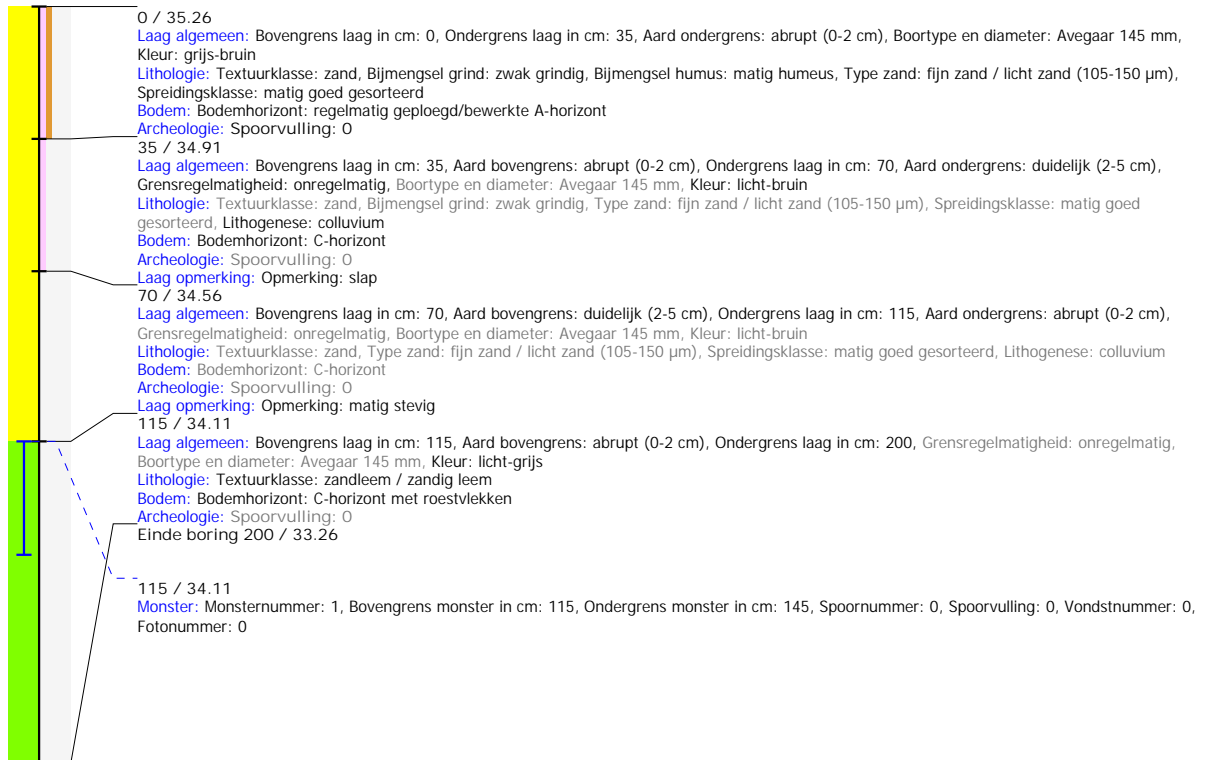 0 / 35.26
Laag algemeen: Bovengrens laag in cm: 0, Ondergrens laag in cm: 35, Aard ondergrens: abrupt (0-2 cm), Boortype en diameter: Avegaar 145 mm,
Kleur: grijs-bruin
Lithologie: Textuurklasse: zand, Bijmengsel grind: zwak grindig, Bijmengsel humus: matig humeus, Type zand: fijn zand / licht zand (105-150 µm),
Spreidingsklasse: matig goed gesorteerd
Bodem: Bodemhorizont: regelmatig geploegd/bewerkte A-horizont
Archeologie: Spoorvulling: 0
35 / 34.91
Laag algemeen: Bovengrens laag in cm: 35, Aard bovengrens: abrupt (0-2 cm), Ondergrens laag in cm: 70, Aard ondergrens: duidelijk (2-5 cm),
Grensregelmatigheid: onregelmatig, Boortype en diameter: Avegaar 145 mm, Kleur: licht-bruin
Lithologie: Textuurklasse: zand, Bijmengsel grind: zwak grindig, Type zand: fijn zand / licht zand (105-150 µm), Spreidingsklasse: matig goed
gesorteerd, Lithogenese: colluvium
Bodem: Bodemhorizont: C-horizont
Archeologie: Spoorvulling: 0
Laag opmerking: Opmerking: slap
70 / 34.56
Laag algemeen: Bovengrens laag in cm: 70, Aard bovengrens: duidelijk (2-5 cm), Ondergrens laag in cm: 115, Aard ondergrens: abrupt (0-2 cm),
Grensregelmatigheid: onregelmatig, Boortype en diameter: Avegaar 145 mm, Kleur: licht-bruin
Lithologie: Textuurklasse: zand, Type zand: fijn zand / licht zand (105-150 µm), Spreidingsklasse: matig goed gesorteerd, Lithogenese: colluvium
Bodem: Bodemhorizont: C-horizont
Archeologie: Spoorvulling: 0
Laag opmerking: Opmerking: matig stevig
115 / 34.11
Laag algemeen: Bovengrens laag in cm: 115, Aard bovengrens: abrupt (0-2 cm), Ondergrens laag in cm: 200, Grensregelmatigheid: onregelmatig,
Boortype en diameter: Avegaar 145 mm, Kleur: licht-grijs
Lithologie: Textuurklasse: zandleem / zandig leem
Bodem: Bodemhorizont: C-horizont met roestvlekken
Archeologie: Spoorvulling: 0
Einde boring 200 / 33.26
115 / 34.11
Monster: Monsternummer: 1, Bovengrens monster in cm: 115, Ondergrens monster in cm: 145, Spoornummer: 0, Spoorvulling: 0, Vondstnummer: 0,
Fotonummer: 0